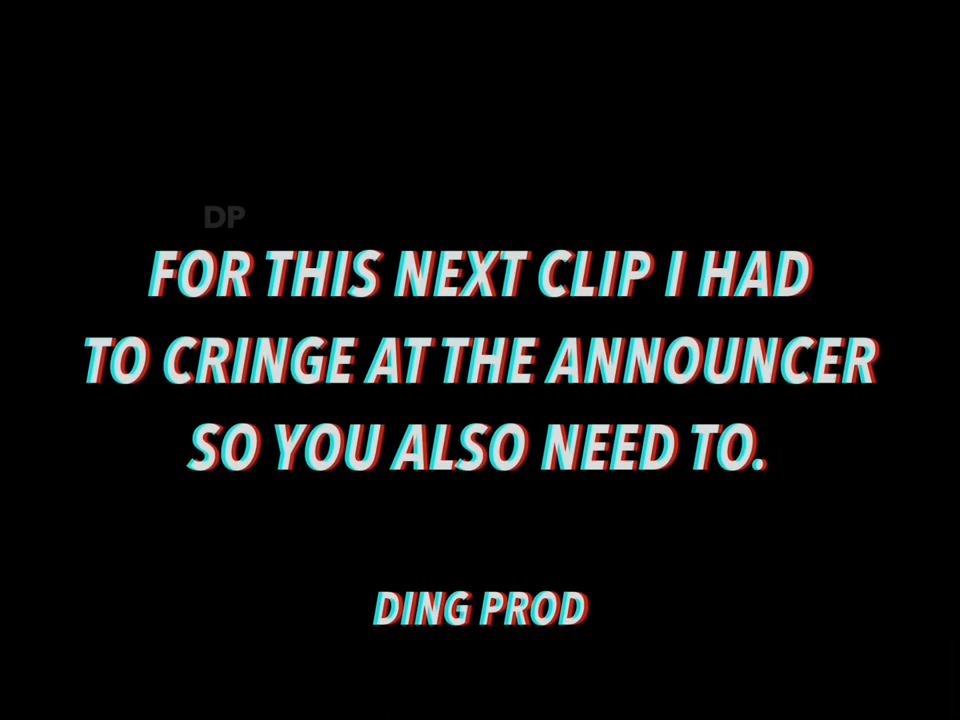 DP
FOR THIS NEXT CLIP I HAD
TO CRINGE AT THE ANNOUNCER
SO YOU ALSO NEED TO.
DING PROD